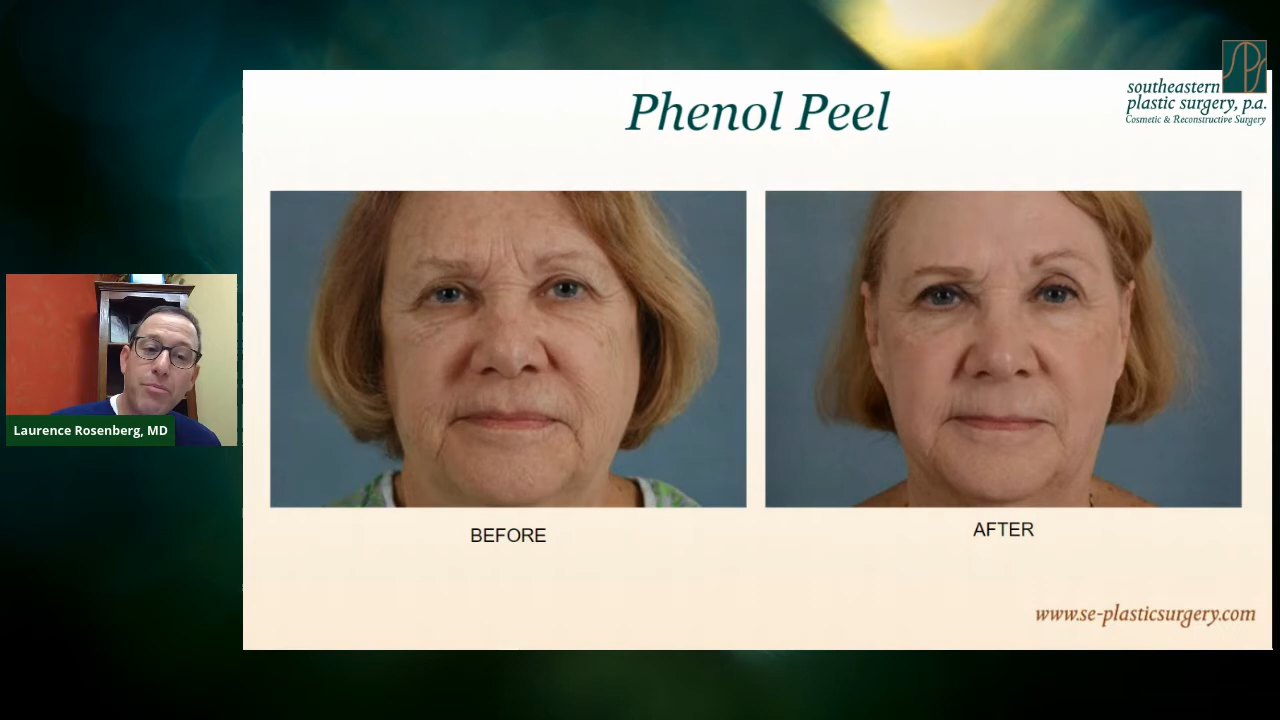 Phenol Peel
southeastern
plastic surgery, p.a.
Cosmetic & Reconstructive Surgery
Laurence Rosenberg, MD
BEFORE
AFTER
www.se-plasticsurgery.com